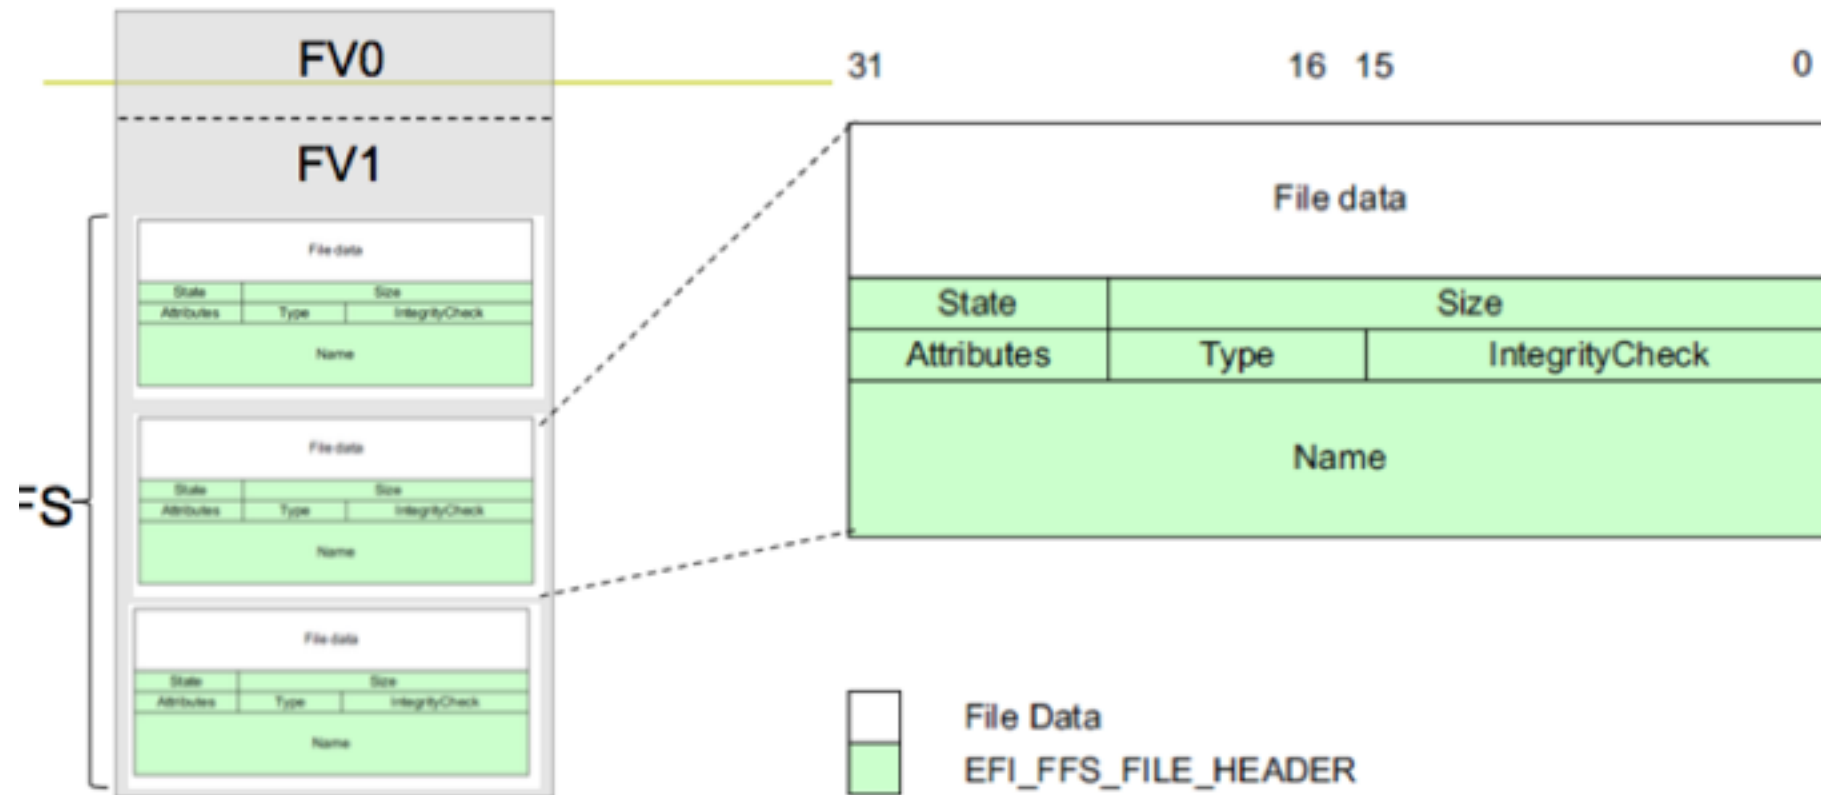 FV0
FV1
File data
State Size
Attributes Type IntegrityCheck
Name
File data
State Size
Attributes Type IntegrityCheck
Name
File data
State Size
Attributes Type IntegrityCheck
Name
FS
31 16 15 0
File data
State Size
Attributes Type IntegrityCheck
Name
File Data
EFI_FFS_FILE_HEADER